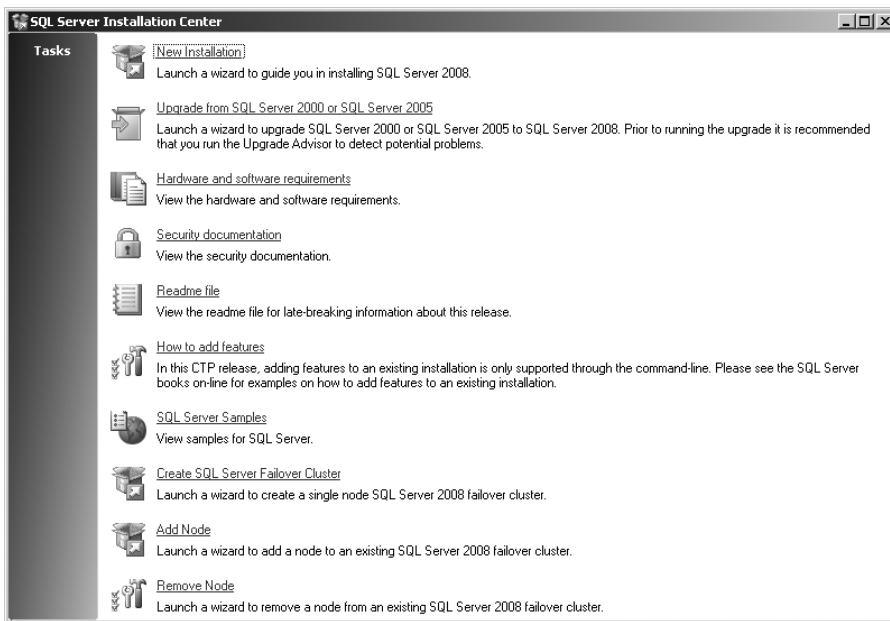 SQL Server Installation Center
Tasks
New Installation
Launch a wizard to guide you in installing SQL Server 2008.
Upgrade from SQL Server 2000 or SQL Server 2005
Launch a wizard to upgrade SQL Server 2000 or SQL Server 2005 to SQL Server 2008. Prior to running the upgrade it is recommended
that you run the Upgrade Advisor to detect potential problems.
Hardware and software requirements
View the hardware and software requirements.
Security documentation
View the security documentation.
Readme file
View the readme file for late-breaking information about this release.
How to add features
In this CTP release, adding features to an existing installation is only supported through the command-line. Please see the SQL Server
books on-line for examples on how to add features to an existing installation.
SQL Server Samples
View samples for SQL Server.
Create SQL Server Failover Cluster
Launch a wizard to create a single node SQL Server 2008 failover cluster.
Add Node
Launch a wizard to add a node to an existing SQL Server 2008 failover cluster.
Remove Node
Launch a wizard to remove a node from an existing SQL Server 2008 failover cluster.